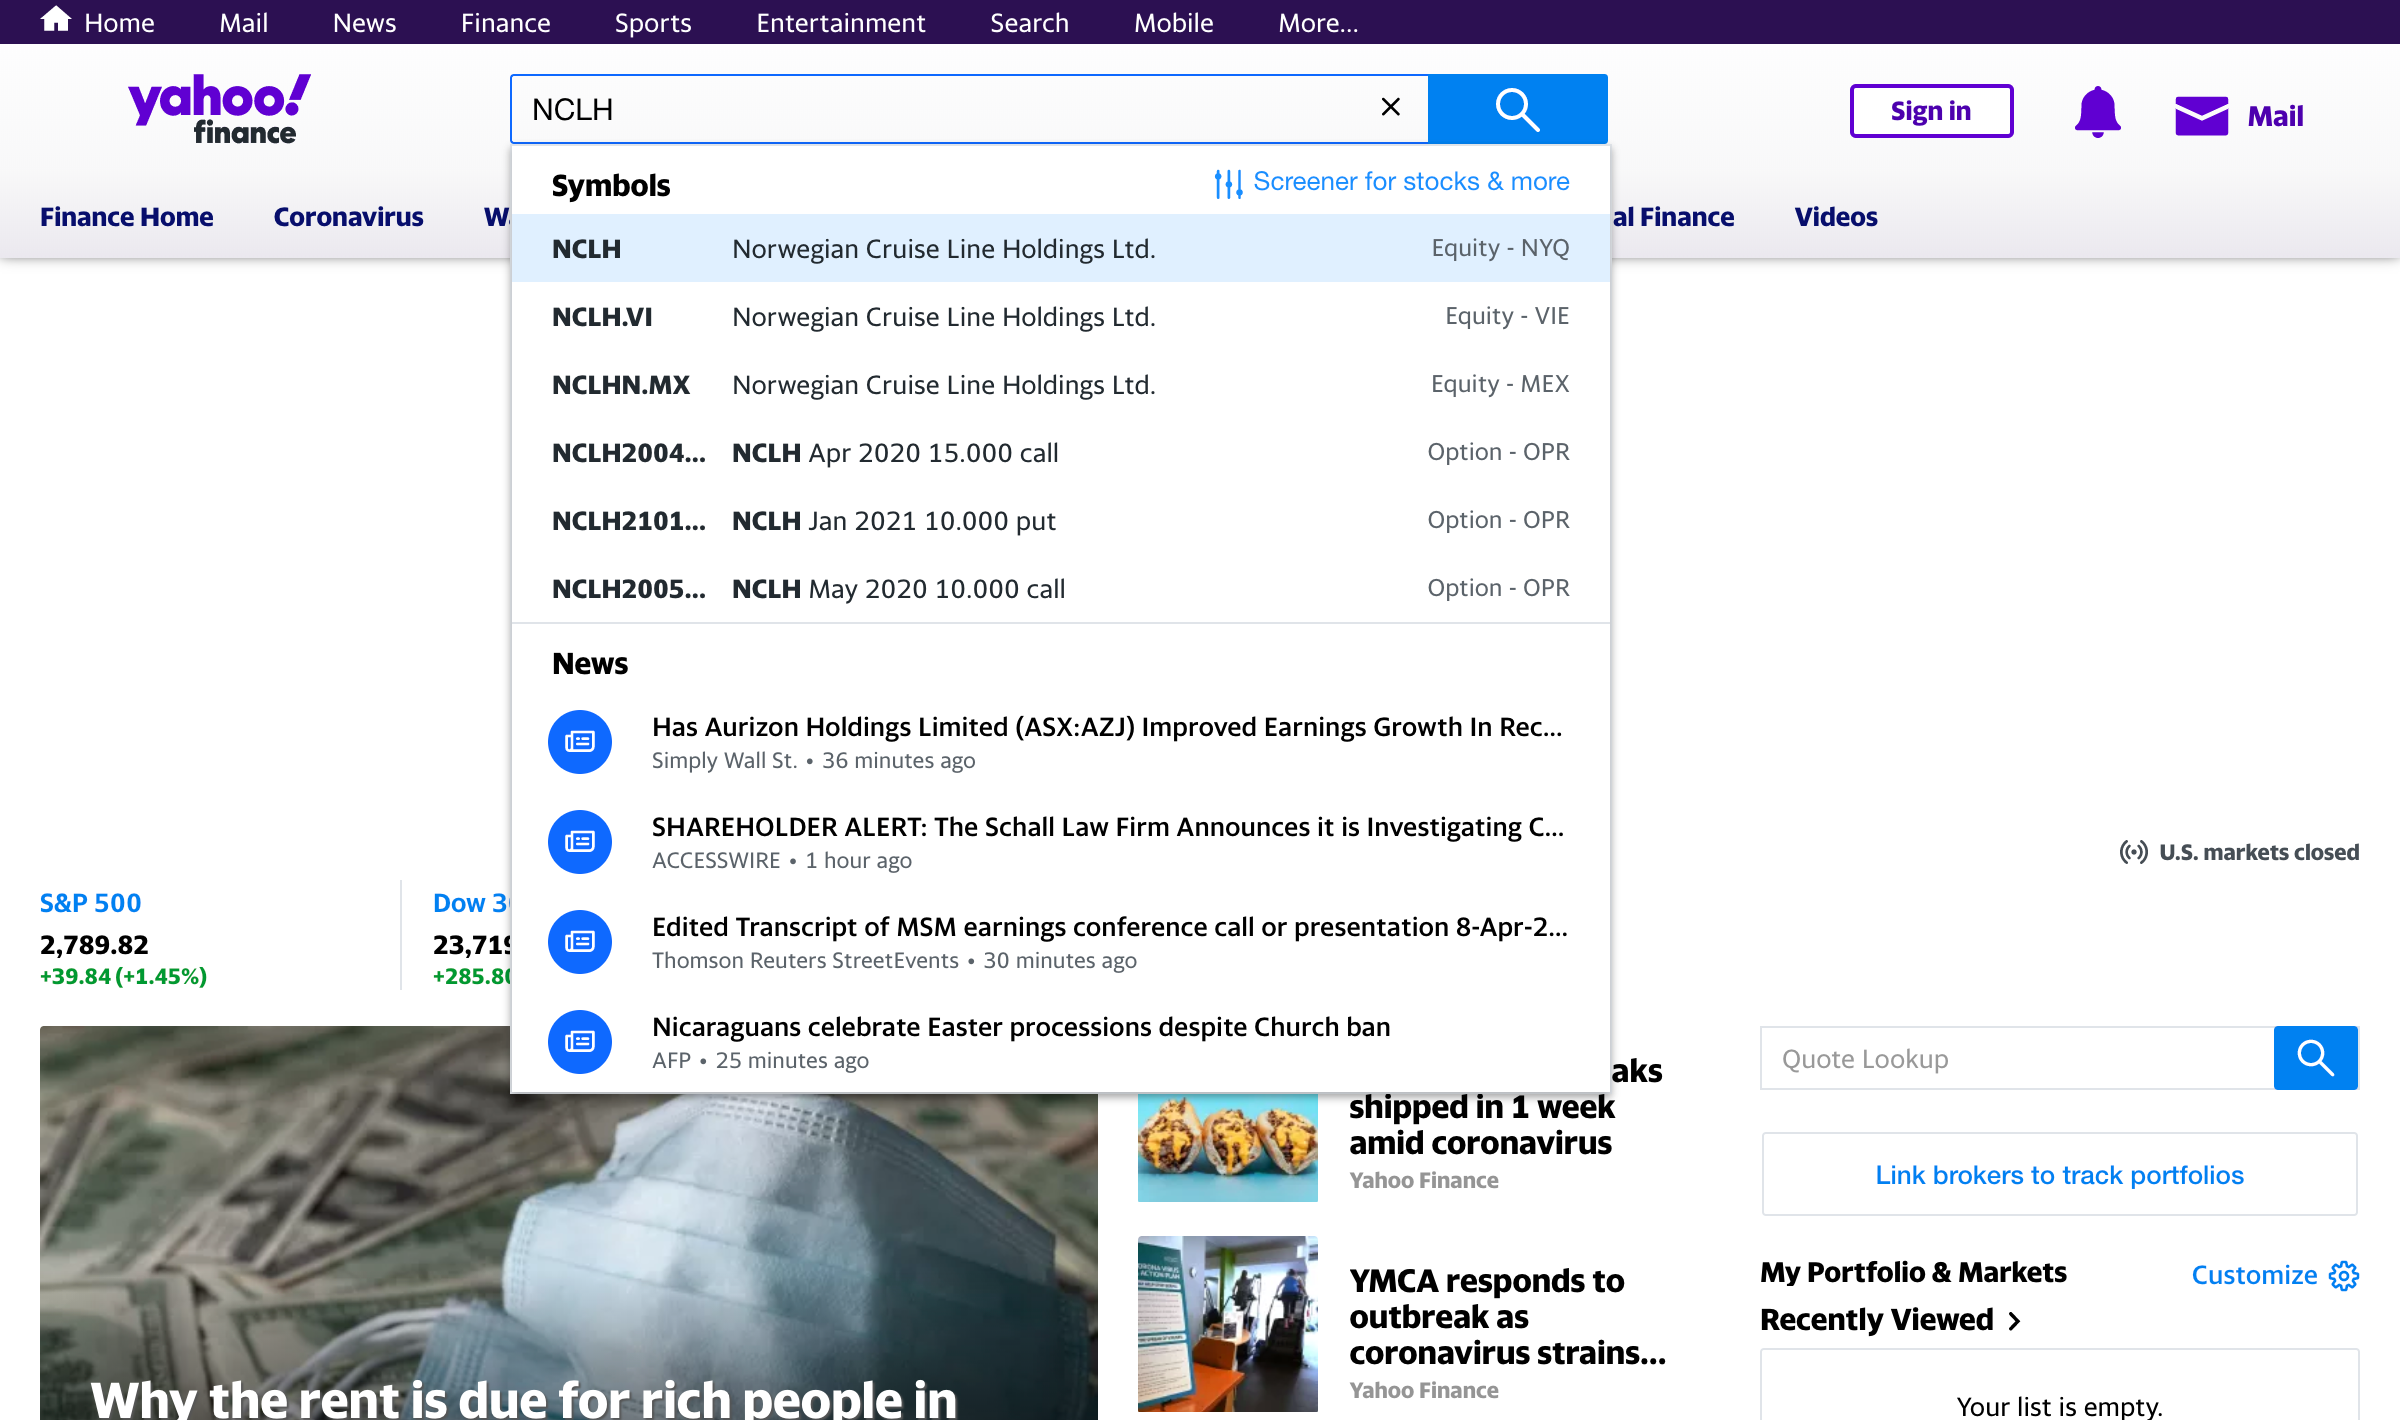 Home Mail News Finance Sports Entertainment Search Mobile More...
yahoo!
finance
NCLH
Sign in
Mail
Finance Home Coronavirus
al Finance Videos
Symbols Screener for stocks & more
NCLH Norwegian Cruise Line Holdings Ltd. Equity - NYQ
NCLH.VI Norwegian Cruise Line Holdings Ltd. Equity - VIE
NCLHN.MX Norwegian Cruise Line Holdings Ltd. Equity - MEX
NCLH2004... NCLH Apr 2020 15.000 call Option - OPR
NCLH2101... NCLH Jan 2021 10.000 put Option - OPR
NCLH2005... NCLH May 2020 10.000 call Option - OPR
News
Has Aurizon Holdings Limited (ASX:AZJ) Improved Earnings Growth In Rec...
Simply Wall St. • 36 minutes ago
SHAREHOLDER ALERT: The Schall Law Firm Announces it is Investigating C...
ACCESSWIRE • 1 hour ago
Edited Transcript of MSM earnings conference call or presentation 8-Apr-2...
Thomson Reuters StreetEvents • 30 minutes ago
Nicaraguans celebrate Easter processions despite Church ban
AFP • 25 minutes ago
U.S. markets closed
S&P 500
2,789.82
+39.84 (+1.45%)
Dow 3
23,719
+285.80
Why the rent is due for rich people in
aks
shipped in 1 week
amid coronavirus
Yahoo Finance
YMCA responds to
outbreak as
coronavirus strains...
Yahoo Finance
Quote Lookup
Link brokers to track portfolios
My Portfolio & Markets Customize
Recently Viewed
Your list is empty.